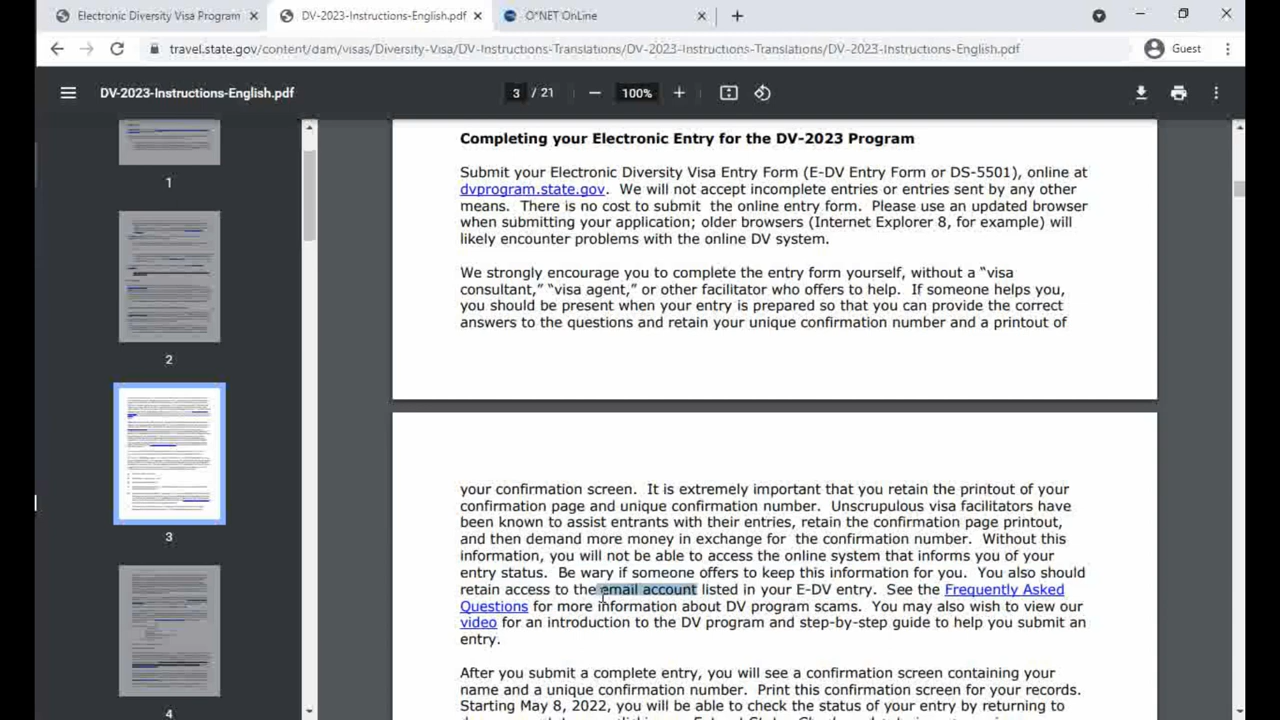 Electronic Diversity Visa Program
DV-2023-Instructions-English.pdf
O*NET OnLine
travel.state.gov/content/dam/visas/Diversity-Visa/DV-Instructions-Translations/DV-2023-Instructions-Translations/DV-2023-Instructions-English.pdf
Guest
DV-2023-Instructions-English.pdf
3 / 21
100%
1
2
3
4
Completing your Electronic Entry for the DV-2023 Program
Submit your Electronic Diversity Visa Entry Form (E-DV Entry Form or DS-5501), online at
dvprogram.state.gov. We will not accept incomplete entries or entries sent by any other
means. There is no cost to submit the online entry form. Please use an updated browser
when submitting your application; older browsers (Internet Explorer 8, for example) will
likely encounter problems with the online DV system.
We strongly encourage you to complete the entry form yourself, without a “visa
consultant,” “visa agent,” or other facilitator who offers to help. If someone helps you,
you should be present when your entry is prepared so that you can provide the correct
answers to the questions and retain your unique confirmation number and a printout of
your confirmation screen. It is extremely important that you retain the printout of your
confirmation page and unique confirmation number. Unscrupulous visa facilitators have
been known to assist entrants with their entries, retain the confirmation page printout,
and then demand more money in exchange for the confirmation number. Without this
information, you will not be able to access the online system that informs you of your
entry status. Be wary if someone offers to keep this information for you. You also should
retain access to the email account listed in your E-DV entry. See the Frequently Asked
Questions for more information about DV program scams. You may also wish to view our
video for an introduction to the DV program and step-by-step guide to help you submit an
entry.
After you submit a complete entry, you will see a confirmation screen containing your
name and a unique confirmation number. Print this confirmation screen for your records.
Starting May 8, 2022, you will be able to check the status of your entry by returning to